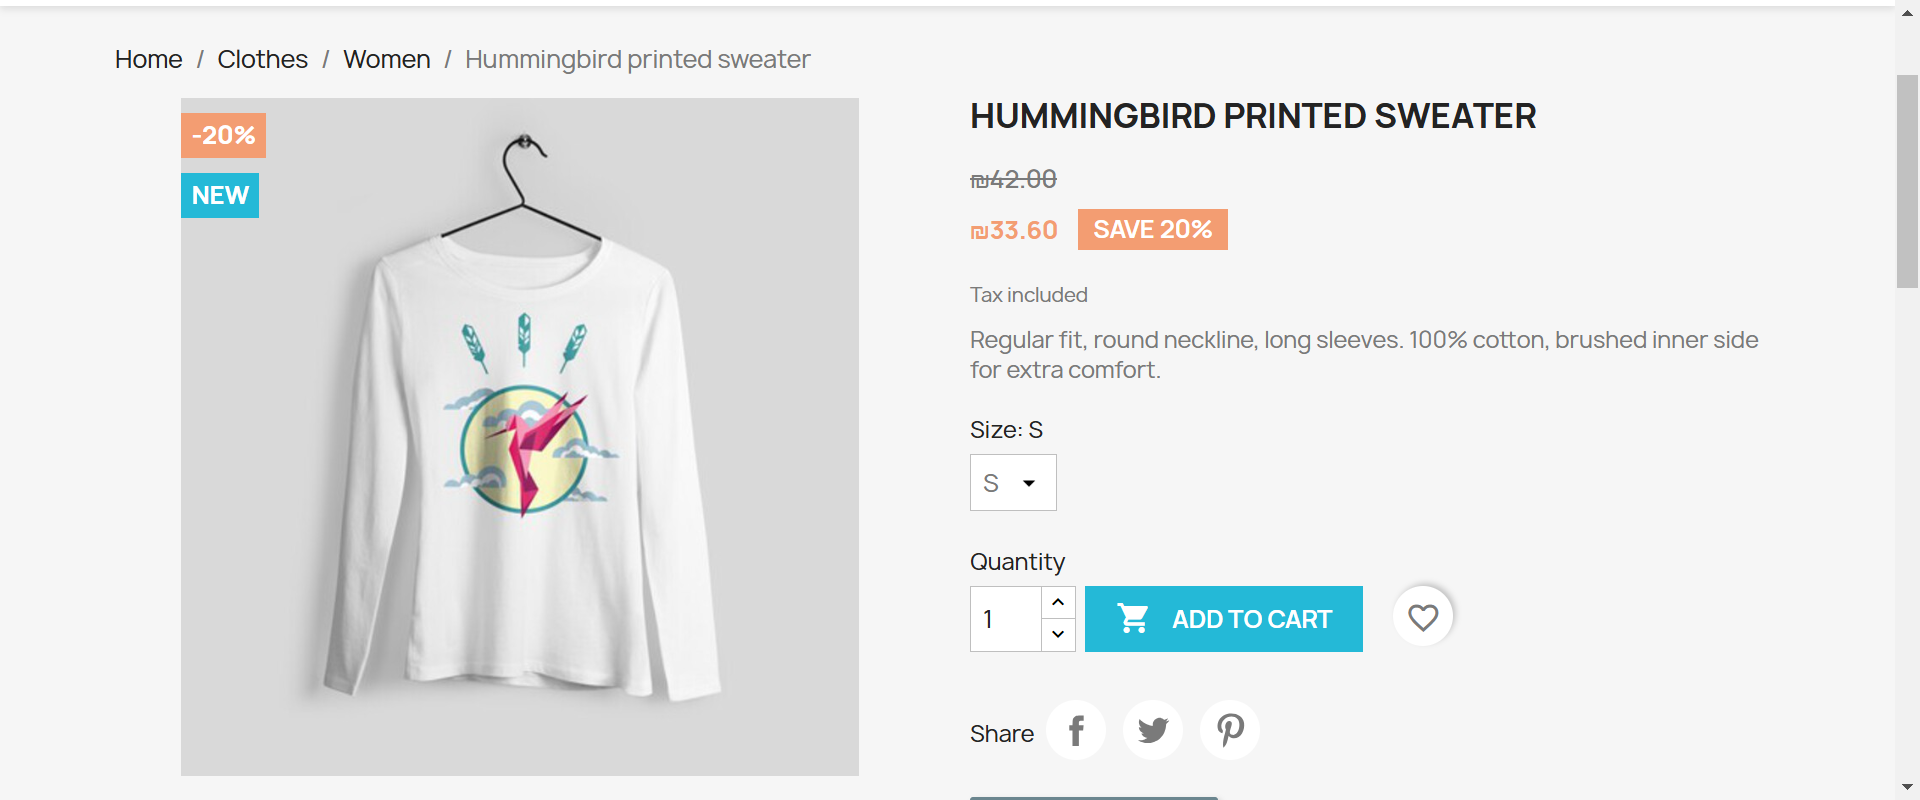 Home / Clothes / Women / Hummingbird printed sweater
-20%
NEW
HUMMINGBIRD PRINTED SWEATER
₪42.00
₪33.60 SAVE 20%
Tax included
Regular fit, round neckline, long sleeves. 100% cotton, brushed inner side
for extra comfort.
Size: S
S
Quantity
1 ADD TO CART
Share